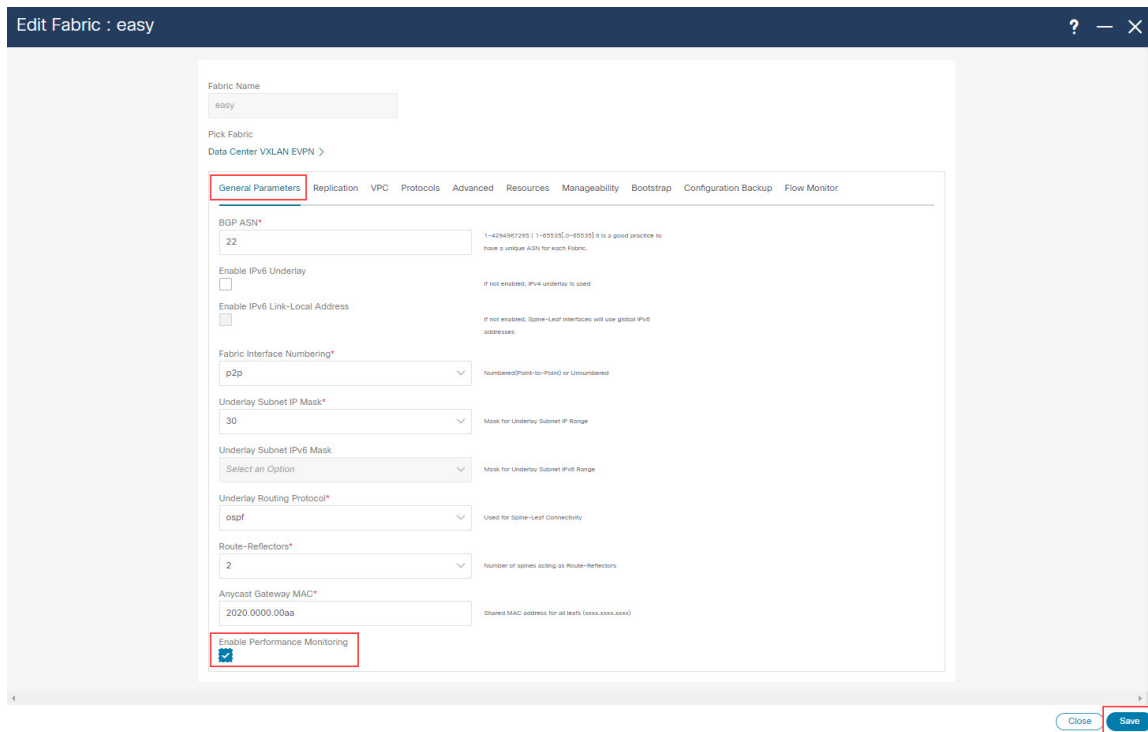 Edit Fabric : easy
?
Fabric Name
easy
Pick Fabric
Data Center VXLAN EVPN >
General Parameters Replication VPC Protocols Advanced Resources Manageability Bootstrap Configuration Backup Flow Monitor
BGP ASN*
22
1-4294967295 | 1-65535[.0-65535] It is a good practice to
have a unique ASN for each Fabric.
Enable IPv6 Underlay
If not enabled, IPv4 underlay is used
Enable IPv6 Link-Local Address
If not enabled, Spine-Leaf interfaces will use global IPv6
addresses
Fabric Interface Numbering*
p2p
Numbered(Point-to-Point) or Unnumbered
Underlay Subnet IP Mask*
30
Mask for Underlay Subnet IP Range
Underlay Subnet IPv6 Mask
Select an Option
Mask for Underlay Subnet IPv6 Range
Underlay Routing Protocol*
ospf
Used for Spine-Leaf Connectivity
Route-Reflectors*
2
Number of spines acting as Route-Reflectors
Anycast Gateway MAC*
2020.0000.00aa
Shared MAC address for all leafs (xxxx.xxxx.xxxx)
Enable Performance Monitoring
Close Save